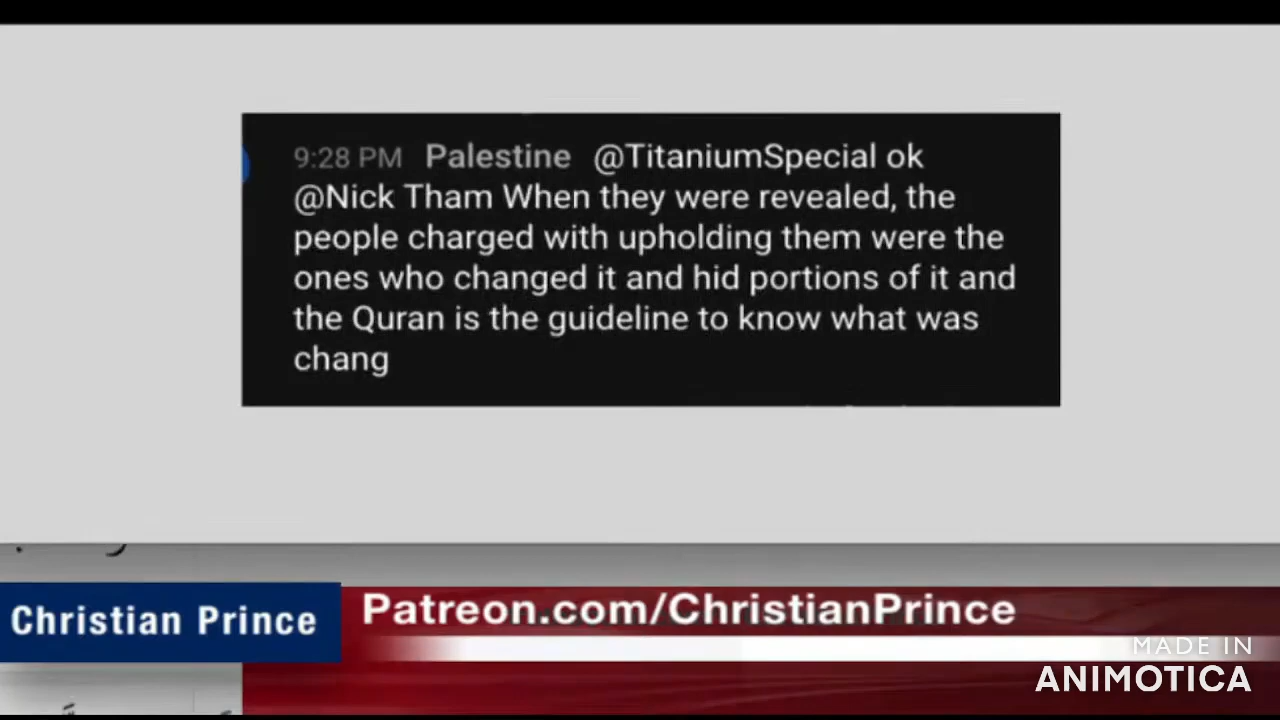 9:28 PM Palestine @TitaniumSpecial ok
@Nick Tham When they were revealed, the
people charged with upholding them were the
ones who changed it and hid portions of it and
the Quran is the guideline to know what was
chang
Christian Prince
Patreon.com/ChristianPrince
MADE IN
ANIMOTICA